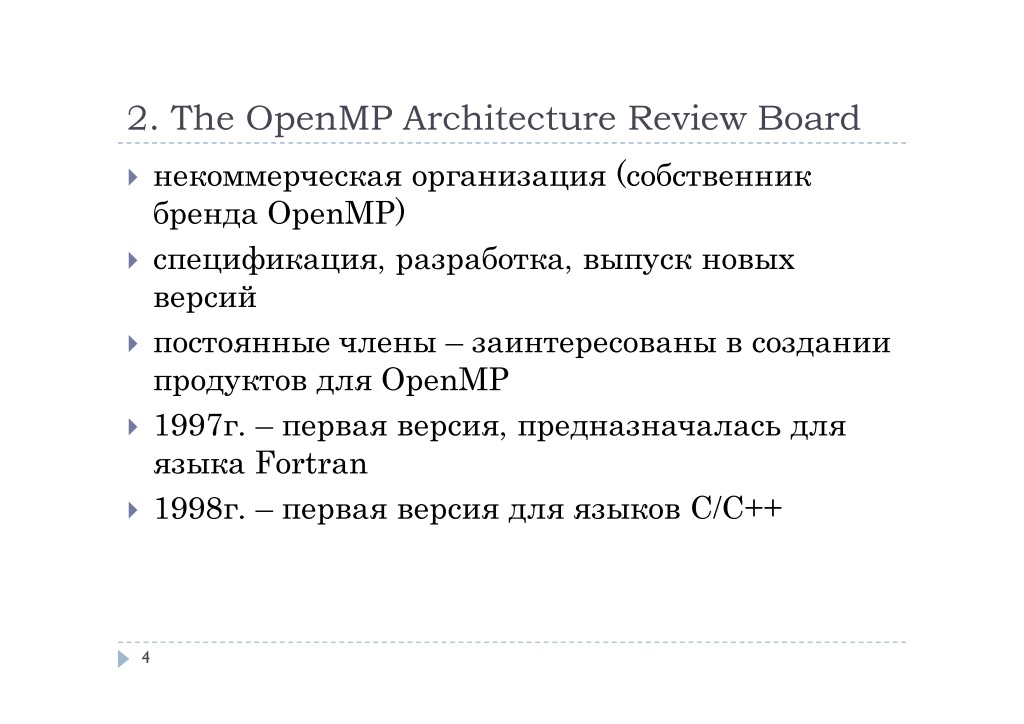 2. The OpenMP Architecture Review Board
некоммерческая организация (собственник
бренда OpenMP)
спецификация, разработка, выпуск новых
версий
постоянные члены – заинтересованы в создании
продуктов для OpenMP
1997г. – первая версия, предназначалась для
языка Fortran
1998г. – первая версия для языков C/C++
4